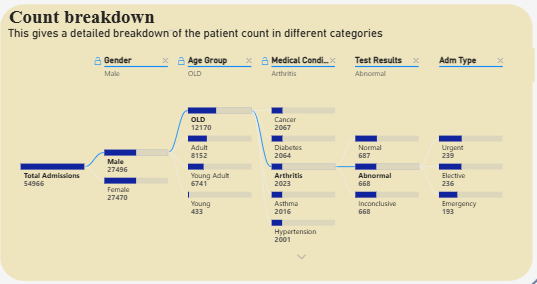 Count breakdown
This gives a detailed breakdown of the patient count in different categories
Gender
Male
Age Group
OLD
Medical Condi...
Arthritis
Test Results
Abnormal
Adm Type
Total Admissions
54966
Male
27496
Female
27470
OLD
12170
Adult
8152
Young Adult
6741
Young
433
Cancer
2067
Diabetes
2064
Arthritis
2023
Asthma
2016
Hypertension
2001
Normal
687
Abnormal
668
Inconclusive
668
Urgent
239
Elective
236
Emergency
193